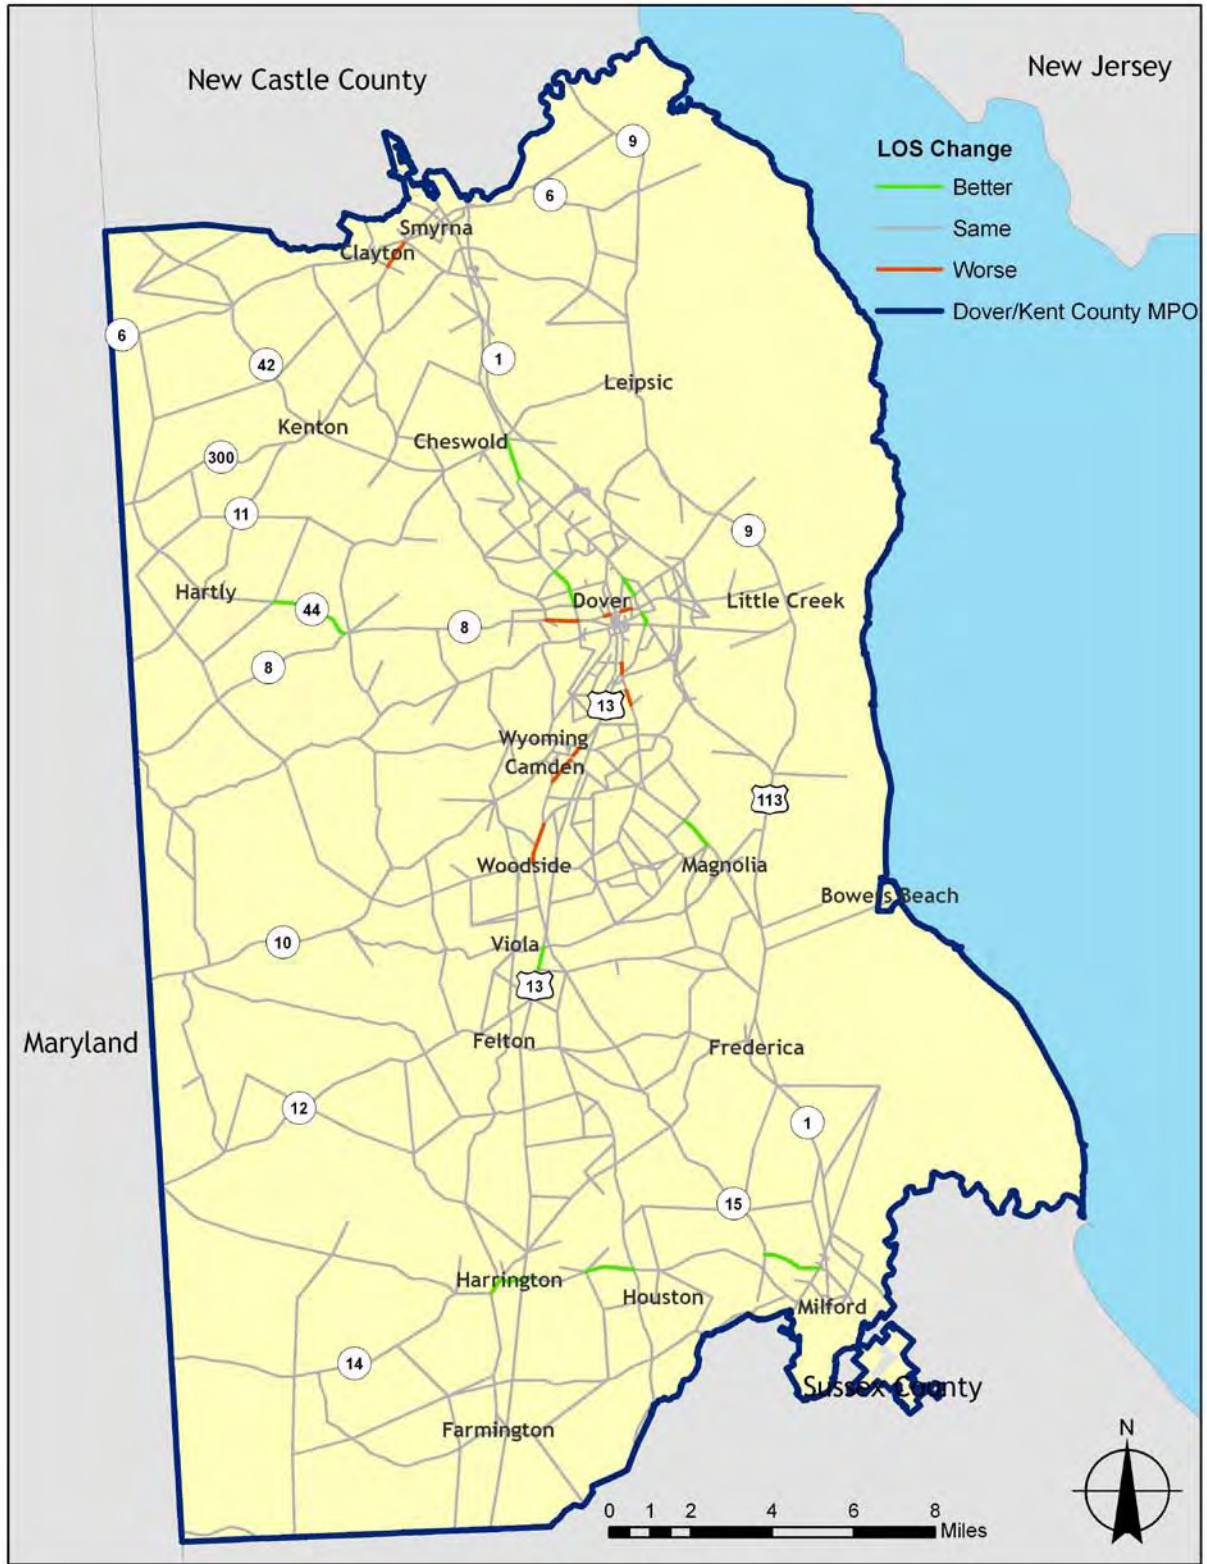 New Castle County
New Jersey
LOS Change
Better
Same
Worse
Dover/Kent County MPO
9
6
Smyrna
Clayton
6
42
1
Leipsic
Kenton
Cheswold
300
11
9
Hartly
44
Dover
Little Creek
8
8
13
Wyoming
Camden
113
Woodside
Magnolia
Bowers Beach
10
Viola
13
Maryland
Felton
Frederica
12
1
15
Harrington
Houston
Milford
14
Sussex County
Farmington
N
0 1 2 4 6 8
Miles